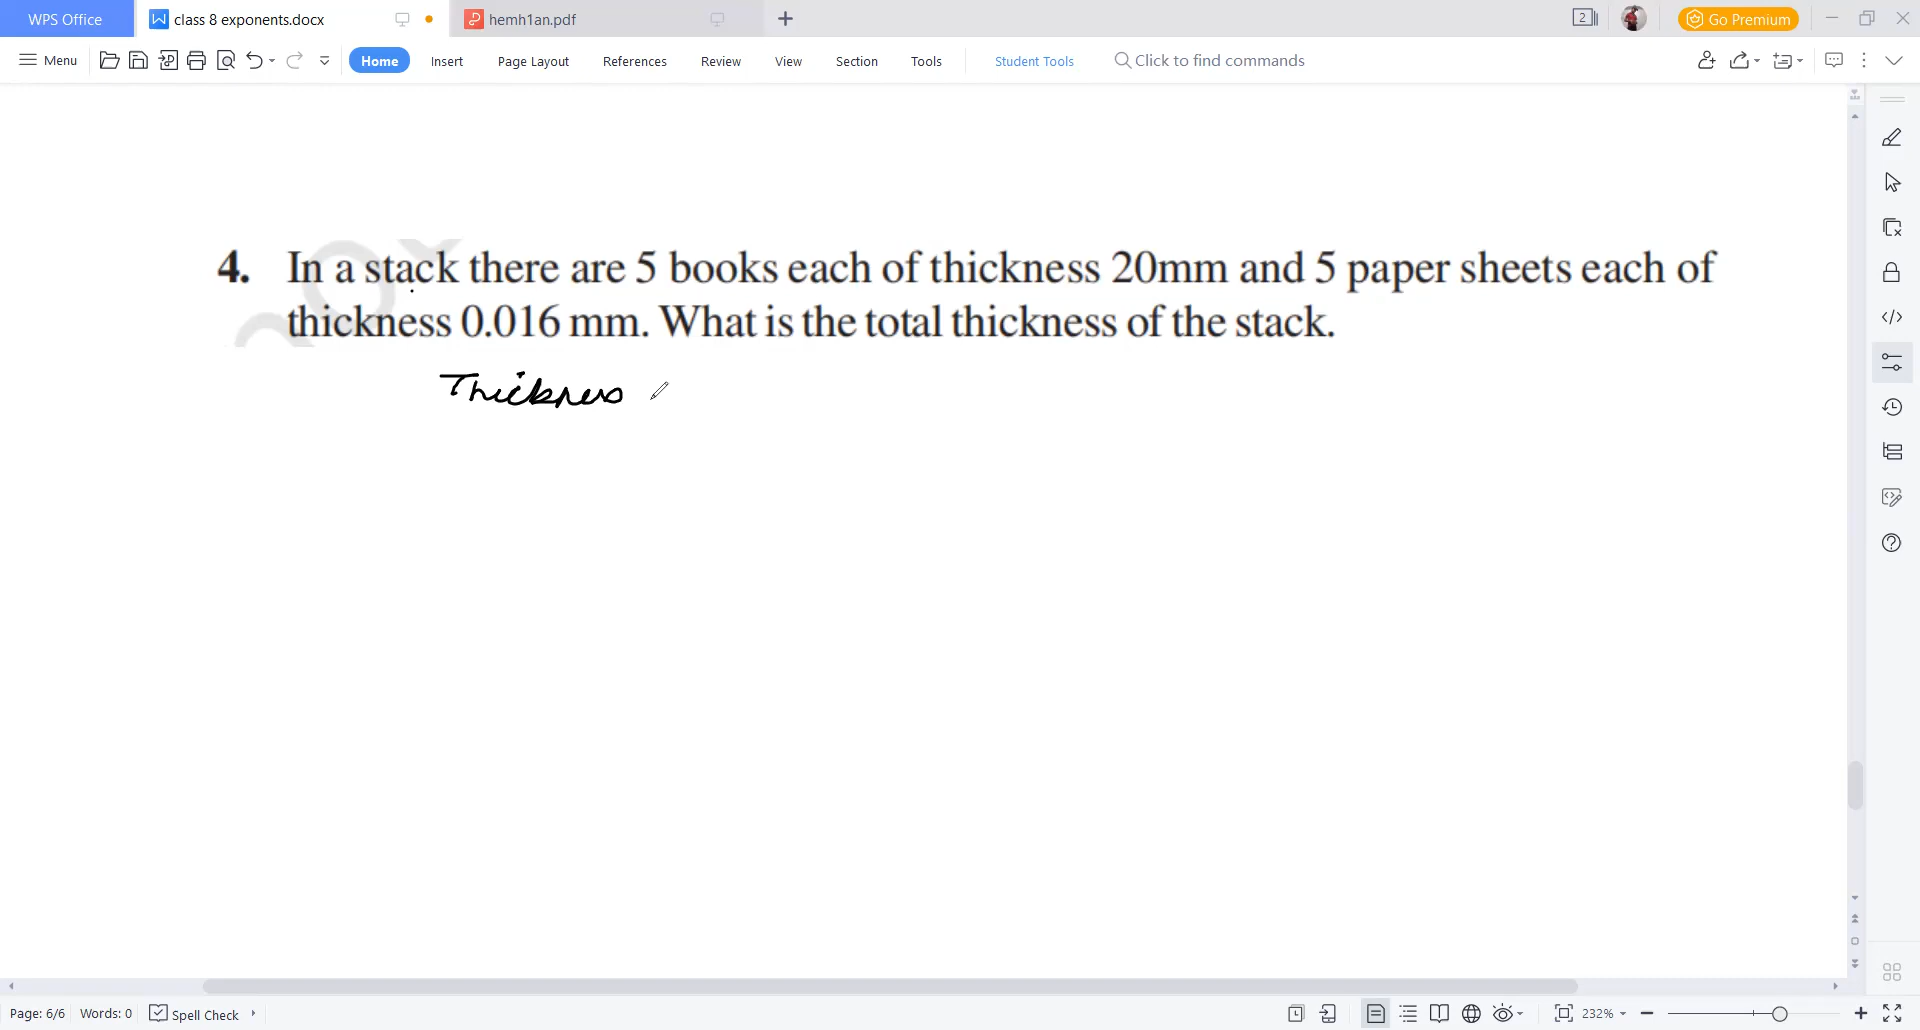 WPS Office
class 8 exponents.docx
hemh1an.pdf
2
Go Premium
Menu
Home
Insert
Page Layout
References
Review
View
Section
Tools
Student Tools
Click to find commands
4. In a stack there are 5 books each of thickness 20mm and 5 paper sheets each of
thickness 0.016 mm. What is the total thickness of the stack.
Thickness
Page: 6/6
Words: 0
Spell Check
232%